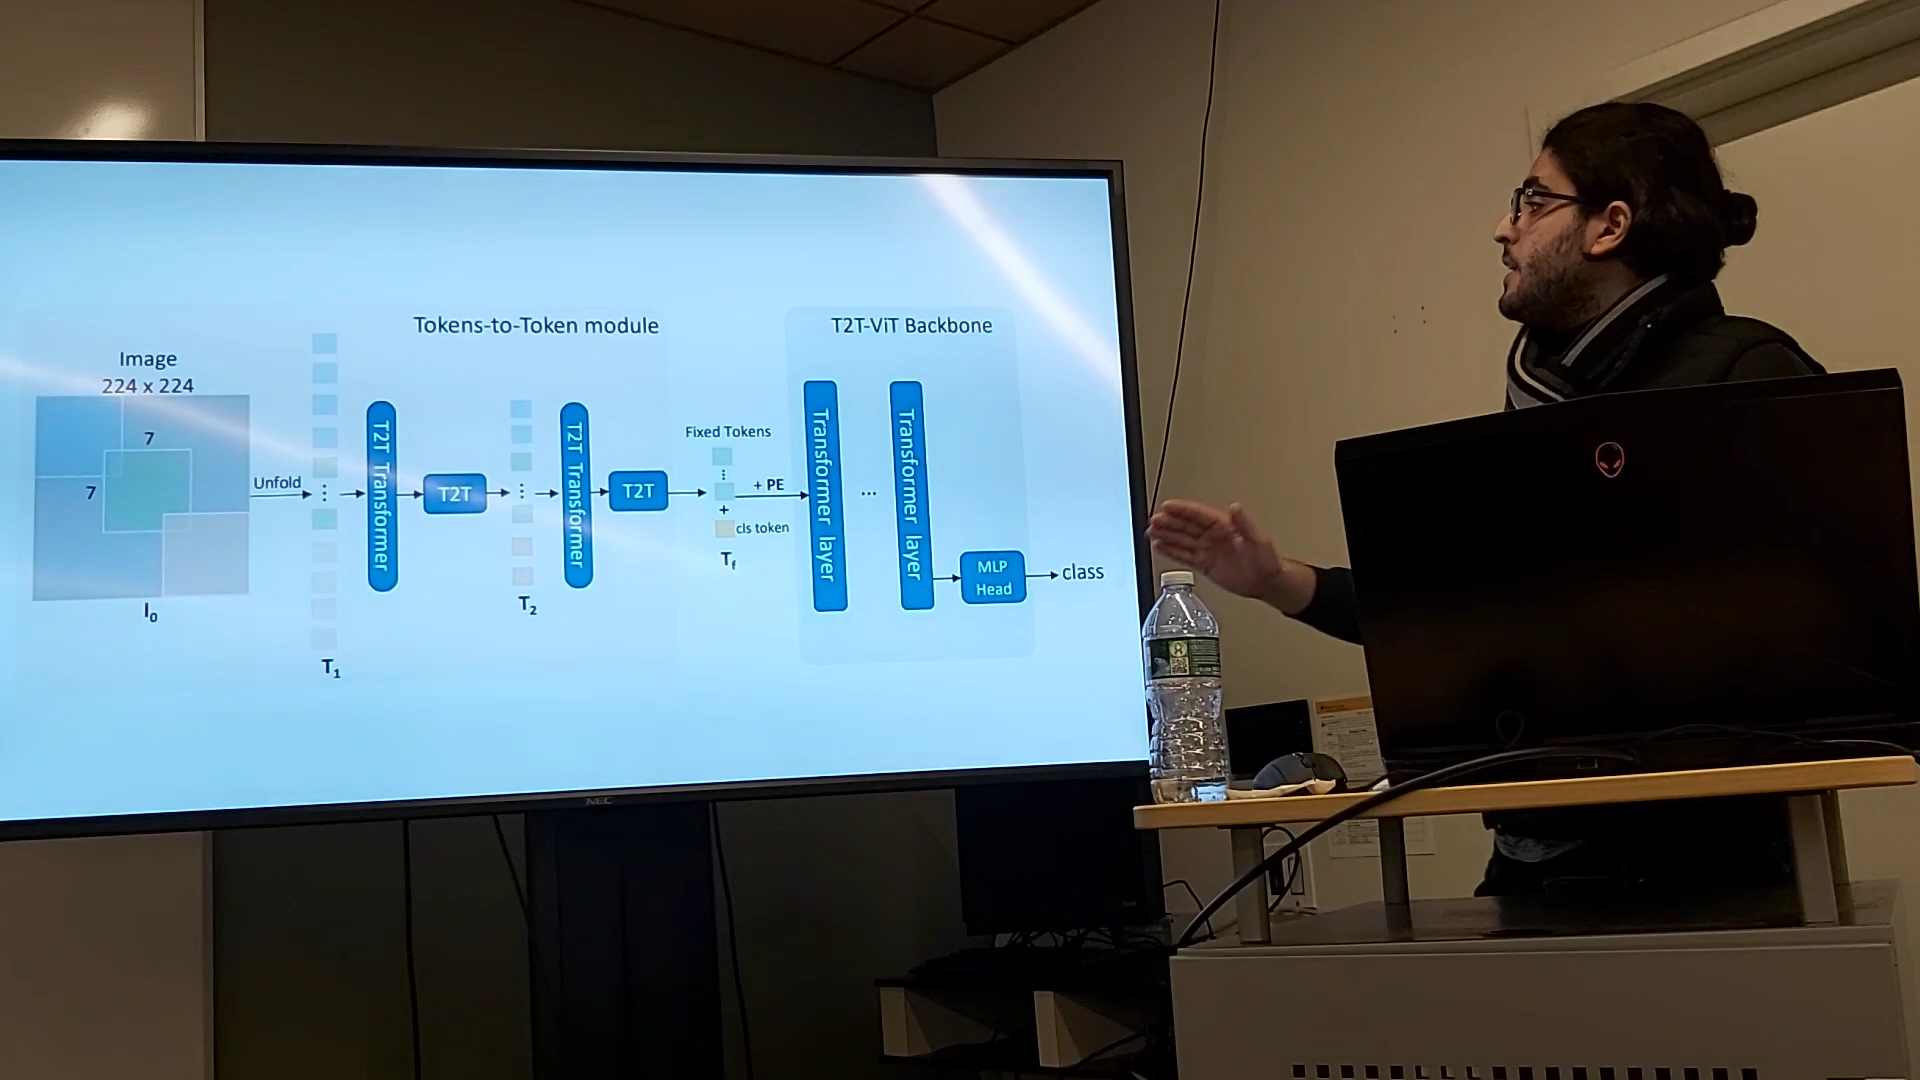 Tokens-to-Token module
T2T-ViT Backbone
Image
224 x 224
7
7
I0
Unfold
T1
T2T Transformer
T2T
T2
T2T Transformer
T2T
Fixed Tokens
+
cls token
Tf
+ PE
Transformer layer
...
Transformer layer
MLP
Head
class
NEC